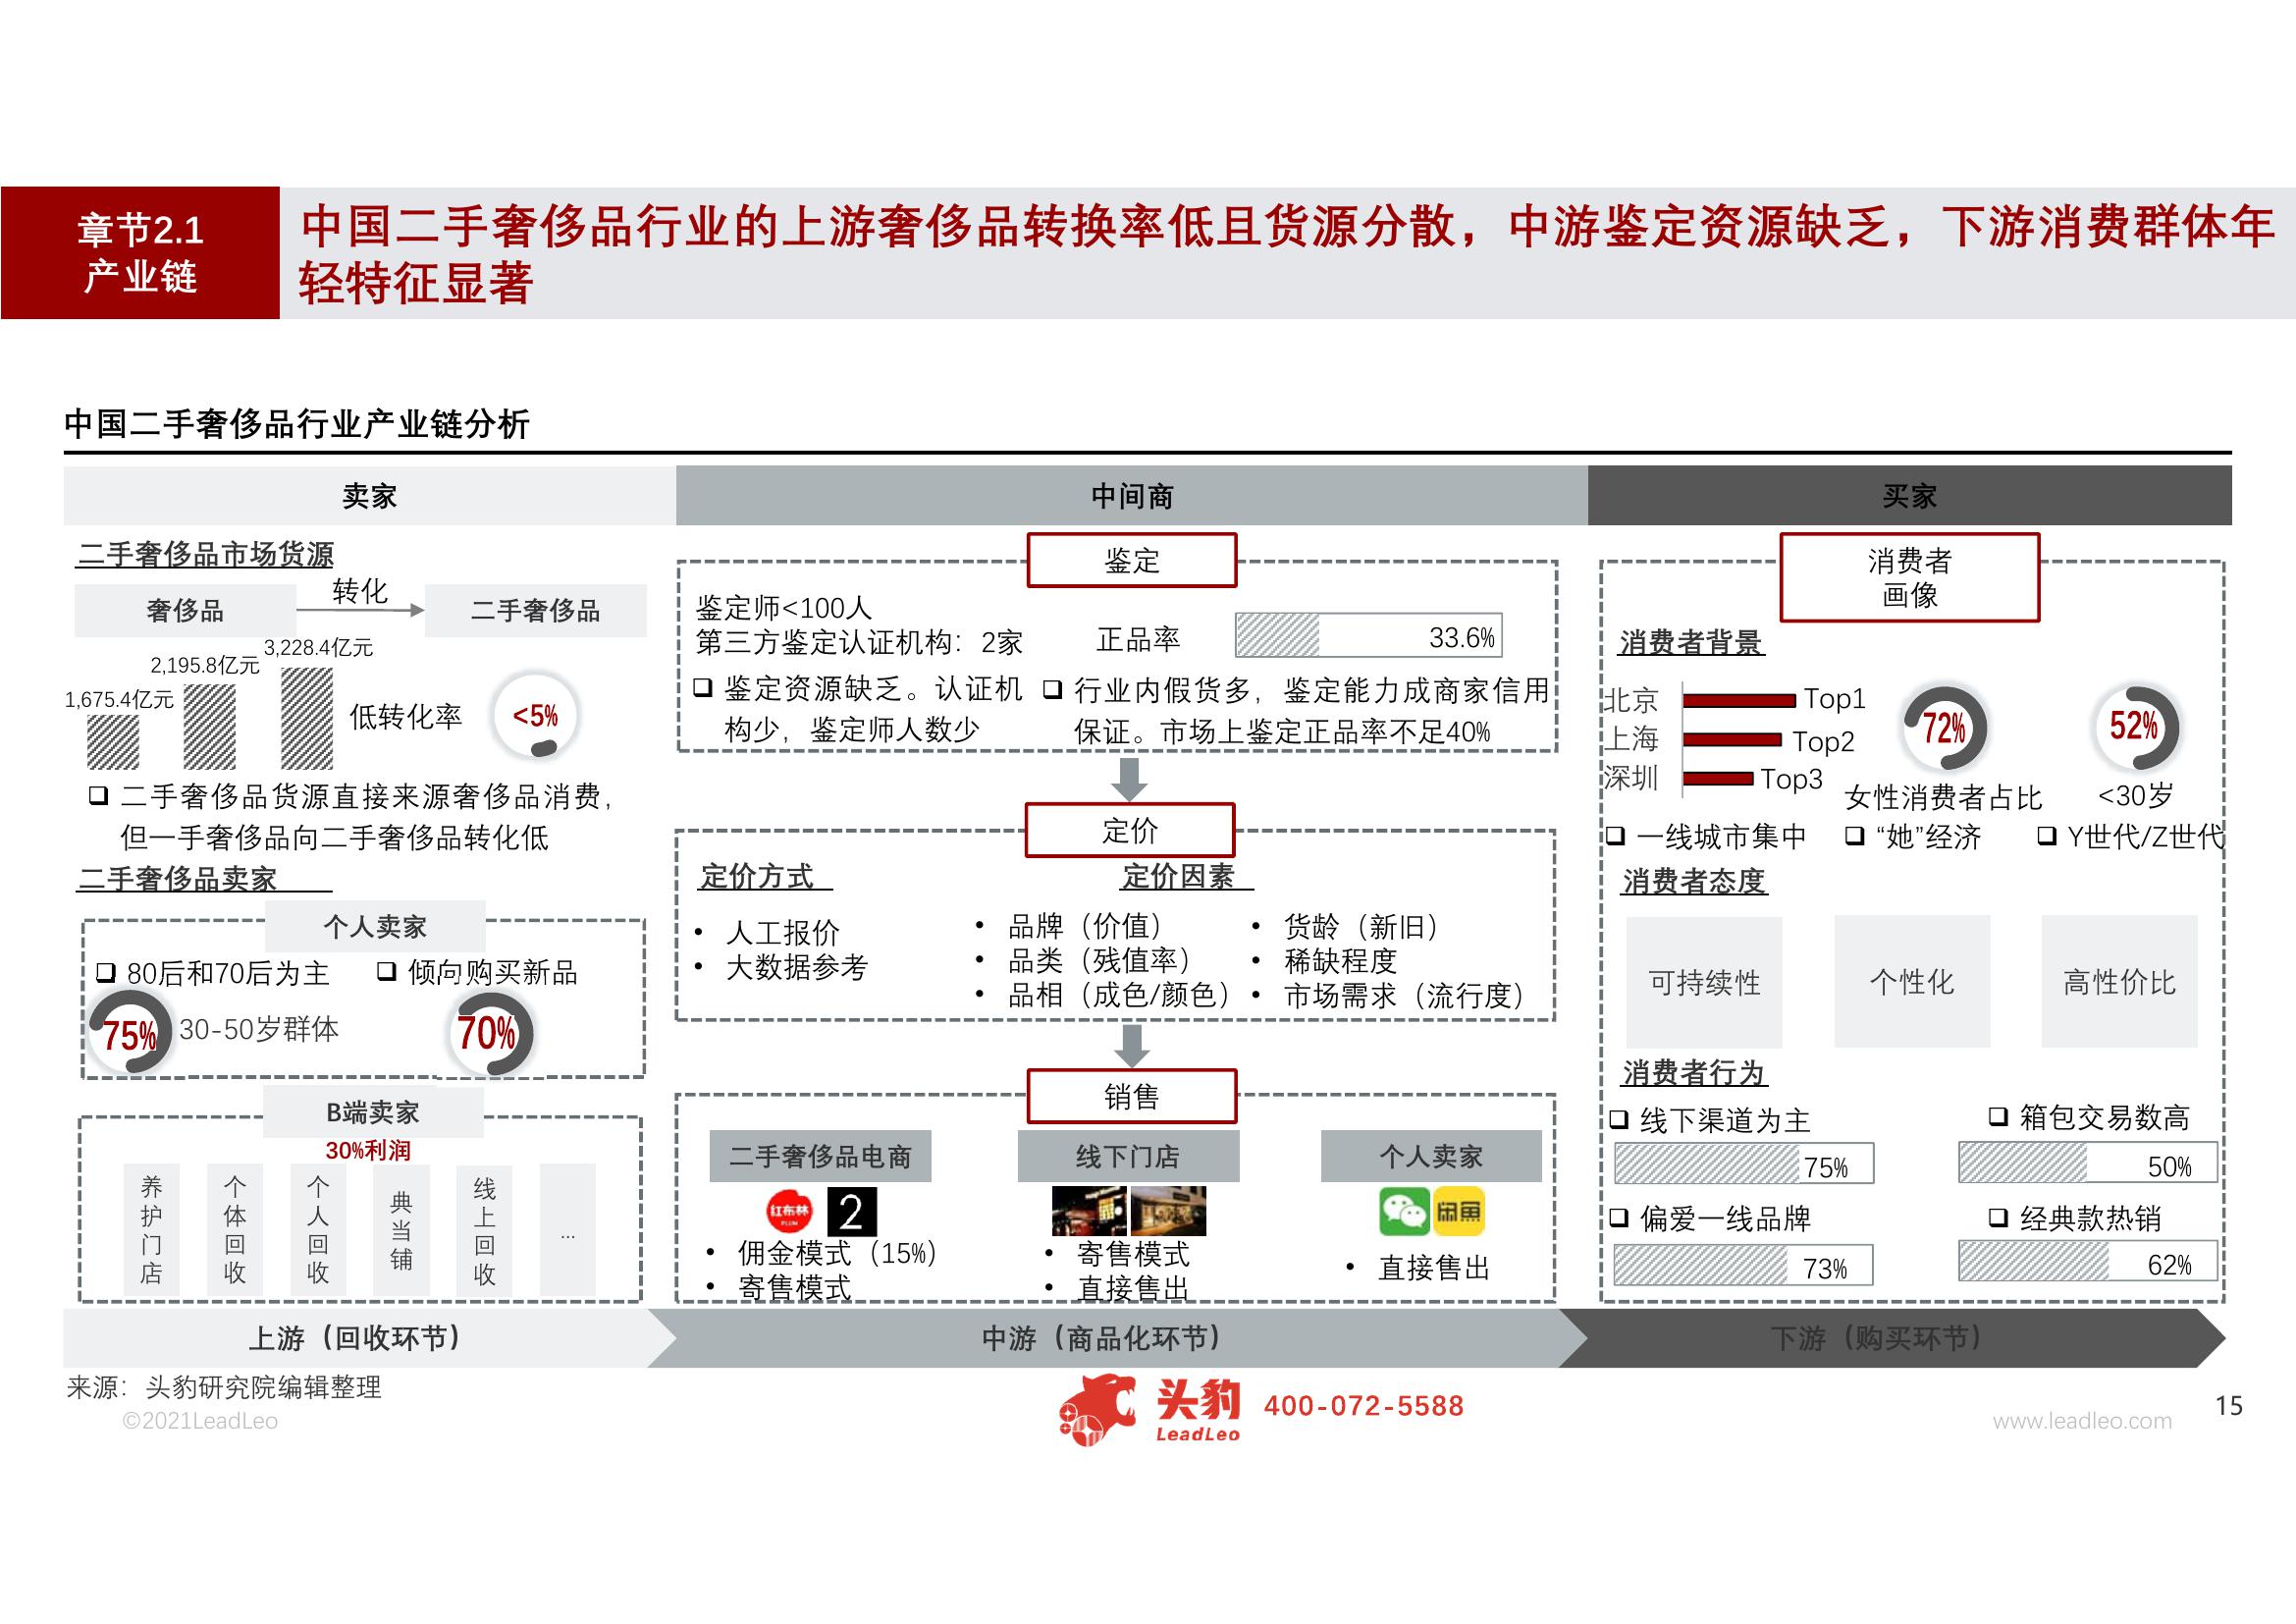 章节2.1
产业链
中国二手奢侈品行业的上游奢侈品转换率低且货源分散，中游鉴定资源缺乏，下游消费群体年
轻特征显著
中国二手奢侈品行业产业链分析
卖家
二手奢侈品市场货源
奢侈品
转化
二手奢侈品
1,675.4亿元
2,195.8亿元
3,228.4亿元
低转化率
<5%
❑ 二手奢侈品货源直接来源奢侈品消费，
但一手奢侈品向二手奢侈品转化低
二手奢侈品卖家
个人卖家
❑ 80后和70后为主
❑ 倾向购买新品
75%
30-50岁群体
70%
B端卖家
30%利润
养护门店
个体回收
个人回收
典当铺
线上回收
...
上游（回收环节）
中间商
鉴定
鉴定师<100人
第三方鉴定认证机构：2家
正品率
33.6%
❑ 鉴定资源缺乏。认证机
构少，鉴定师人数少
❑ 行业内假货多，鉴定能力成商家信用
保证。市场上鉴定正品率不足40%
定价
定价方式
• 人工报价
• 大数据参考
定价因素
• 品牌（价值）
• 品类（残值率）
• 品相（成色/颜色）
• 货龄（新旧）
• 稀缺程度
• 市场需求（流行度）
销售
二手奢侈品电商
红布林
PLUM
2
• 佣金模式（15%）
• 寄售模式
线下门店
• 寄售模式
• 直接售出
个人卖家
闲鱼
• 直接售出
中游（商品化环节）
买家
消费者
画像
消费者背景
北京
Top1
上海
Top2
深圳
Top3
72%
女性消费者占比
52%
<30岁
❑ 一线城市集中
❑ “她”经济
❑ Y世代/Z世代
消费者态度
可持续性
个性化
高性价比
消费者行为
❑ 线下渠道为主
75%
❑ 箱包交易数高
50%
❑ 偏爱一线品牌
73%
❑ 经典款热销
62%
下游（购买环节）
来源：头豹研究院编辑整理
©2021LeadLeo
头豹
LeadLeo
400-072-5588
www.leadleo.com
15